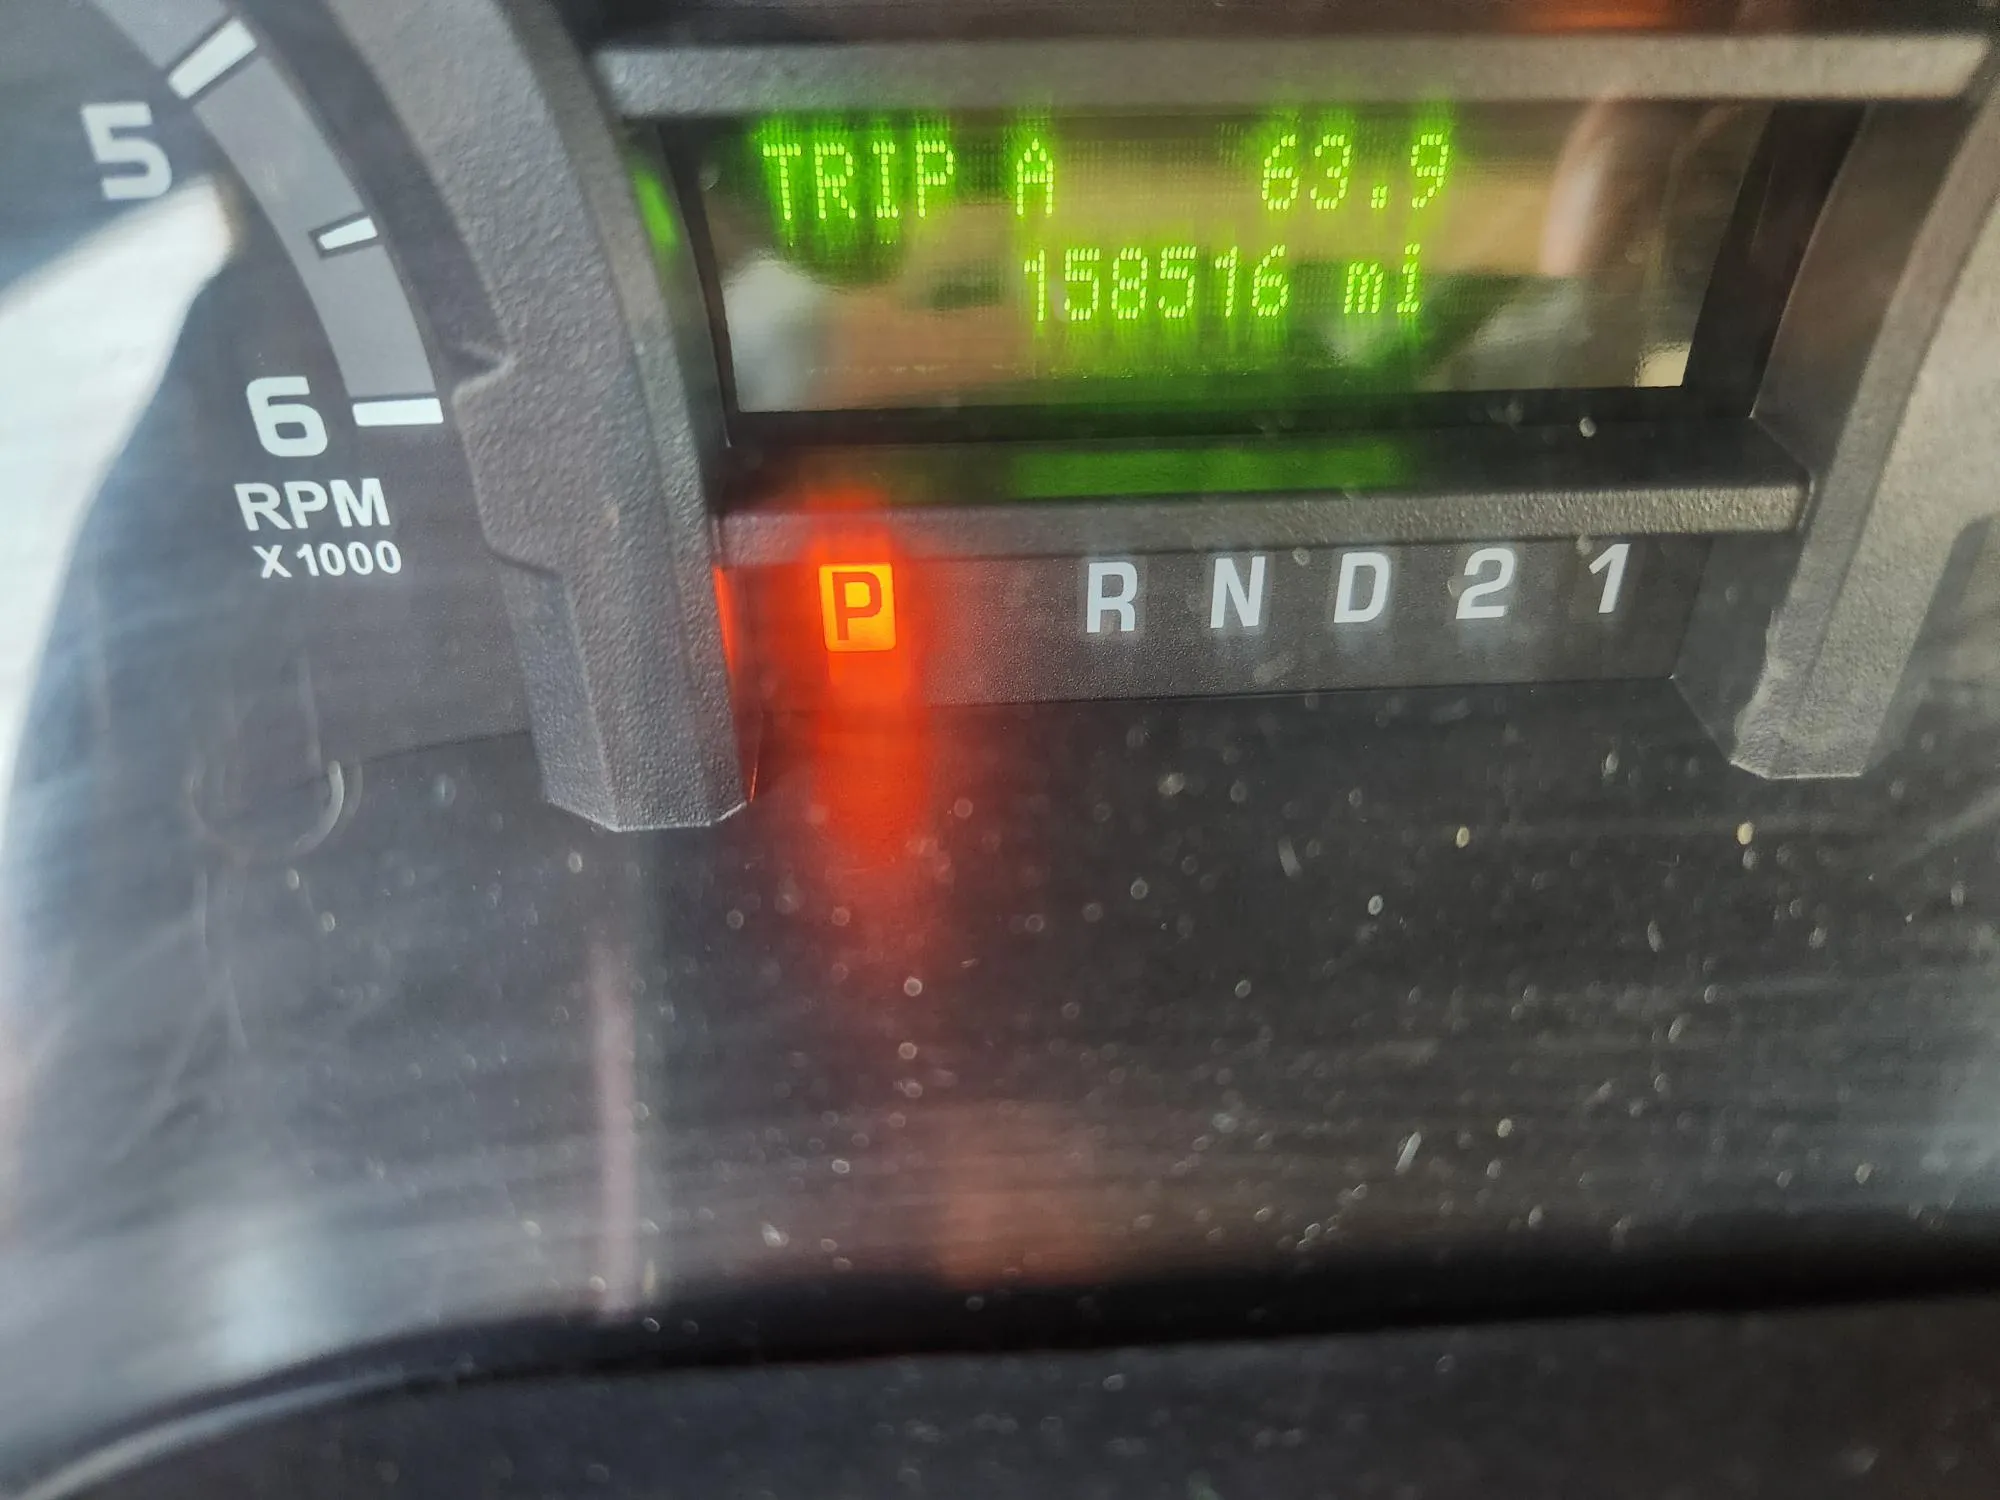 5
TRIP A 63.9
158516 mi
6
RPM
X1000
P R N D 2 1